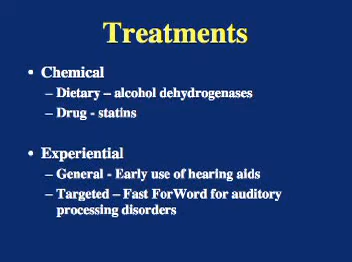 Treatments
• Chemical
– Dietary – alcohol dehydrogenases
– Drug - statins
• Experiential
– General - Early use of hearing aids
– Targeted – Fast ForWord for auditory
processing disorders